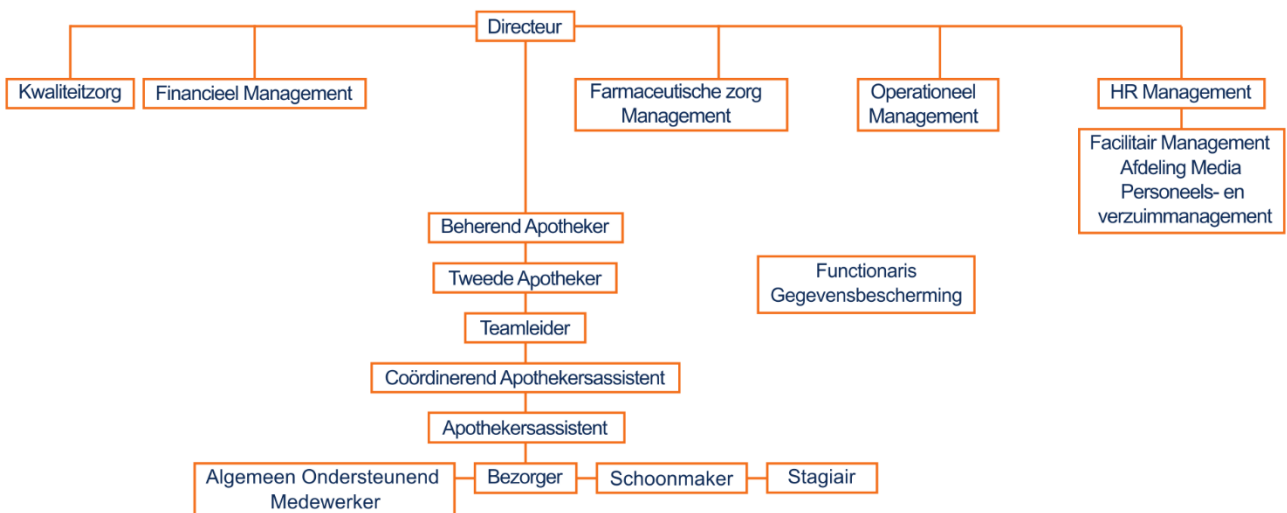 Directeur
Kwaliteitzorg
Financieel Management
Farmaceutische zorg
Management
Operationeel
Management
HR Management
Facilitair Management
Afdeling Media
Personeels- en
verzuimmanagement
Beherend Apotheker
Tweede Apotheker
Functionaris
Gegevensbescherming
Teamleider
Coördinerend Apothekersassistent
Apothekersassistent
Algemeen Ondersteunend
Medewerker
Bezorger
Schoonmaker
Stagiair